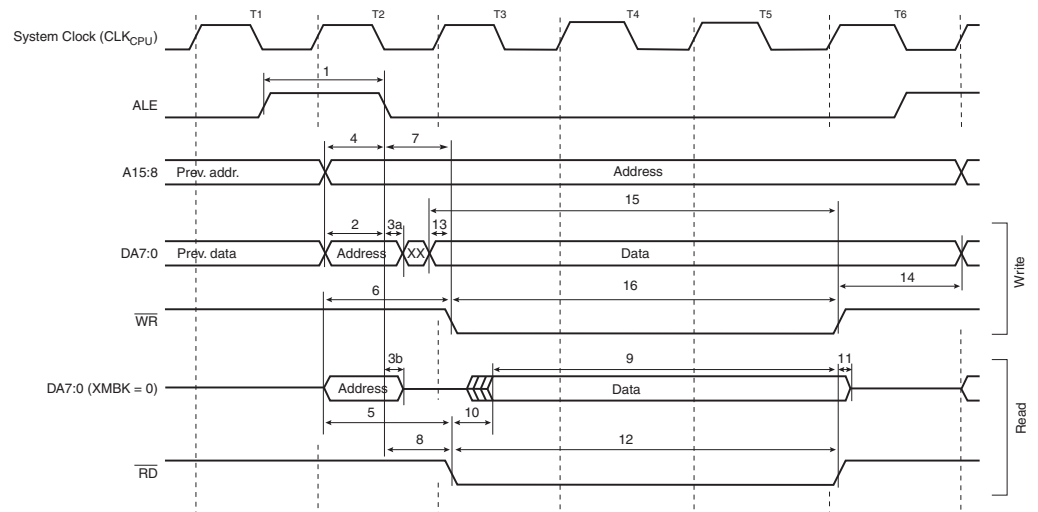 T1 T2 T3 T4 T5 T6
System Clock (CLKCPU)
1
ALE
4 7
A15:8 Prev. addr. Address
15
2 3a 13
DA7:0 Prev. data Address XX Data
14
6 16
WR
Write
3b 9 11
DA7:0 (XMBK = 0) Address Data
5 10
8 12
RD
Read